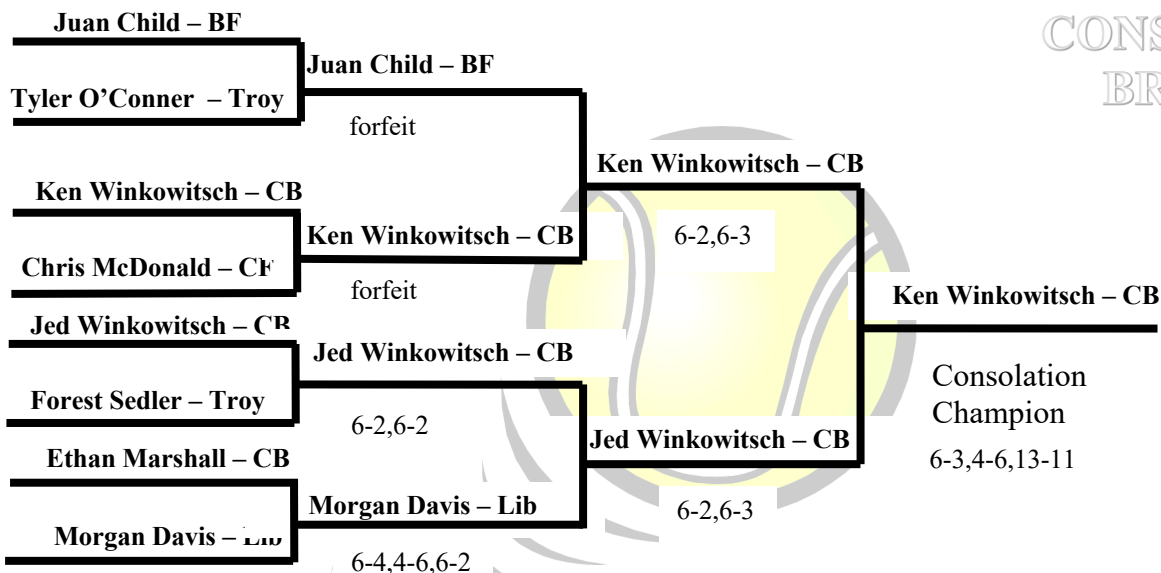 Juan Child – BF
CONS
BR
Juan Child – BF
Tyler O’Conner – Troy
forfeit
Ken Winkowitsch – CB
Ken Winkowitsch – CB
Ken Winkowitsch – CB
6-2,6-3
Chris McDonald – CF
forfeit
Ken Winkowitsch – CB
Jed Winkowitsch – CB
Jed Winkowitsch – CB
Consolation
Champion
6-3,4-6,13-11
Forest Sedler – Troy
6-2,6-2
Jed Winkowitsch – CB
Ethan Marshall – CB
6-2,6-3
Morgan Davis – Lib
Morgan Davis – Lib
6-4,4-6,6-2